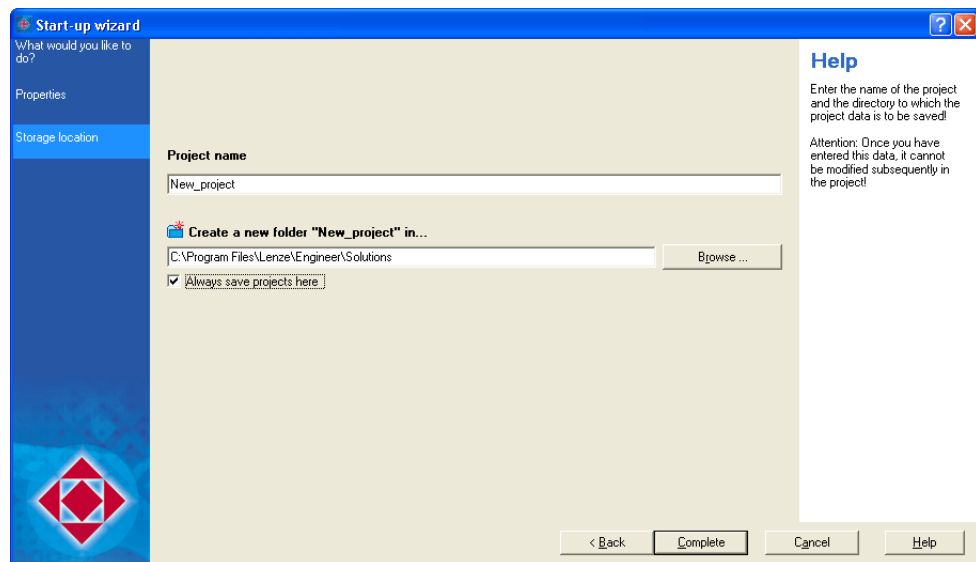 Start-up wizard
What would you like to
do?
Properties
Storage location
Project name
New_project
Create a new folder "New_project" in...
C:\Program Files\Lenze\Engineer\Solutions
Browse ...
Always save projects here
Help
Enter the name of the project
and the directory to which the
project data is to be saved!
Attention: Once you have
entered this data, it cannot
be modified subsequently in
the project!
< Back
Complete
Cancel
Help